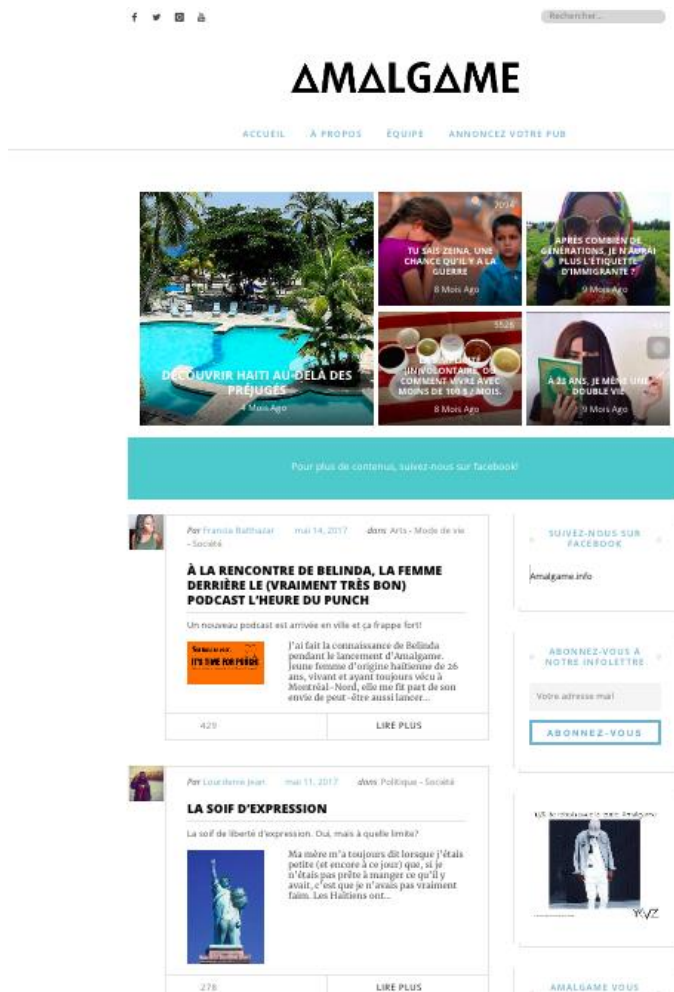 Rechercher...
AMALGAME
ACCUEIL À PROPOS ÉQUIPE ANNONCEZ VOTRE PUB
DÉCOUVRIR HAITI AU-DELÀ DES
PRÉJUGÉS
4 Mois Ago
2034
TU SAIS ZEINA, UNE
CHANCE QU'IL Y A LA
GUERRE
8 Mois Ago
APRÈS COMBIEN DE
GÉNÉRATIONS, JE N'AURAI
PLUS L'ÉTIQUETTE
D'IMMIGRANTE ?
9 Mois Ago
5526
(IN)VOLONTAIRE, OU
COMMENT VIVRE AVEC
MOINS DE 100 $ / MOIS.
8 Mois Ago
À 23 ANS, JE MÈNE UNE
DOUBLE VIE
9 Mois Ago
Pour plus de contenus, suivez-nous sur facebook!
Par Francia Balthazar mai 14, 2017 dans Arts - Mode de vie
- Société
À LA RENCONTRE DE BELINDA, LA FEMME
DERRIÈRE LE (VRAIMENT TRÈS BON)
PODCAST L'HEURE DU PUNCH
Un nouveau podcast est arrivée en ville et ça frappe fort!
IT'S TIME FOR PUNCH
J'ai fait la connaissance de Belinda
pendant le lancement d'Amalgame.
Jeune femme d'origine haïtienne de 26
ans, vivant et ayant toujours vécu à
Montréal-Nord, elle me fit part de son
envie de peut-être aussi lancer...
429 LIRE PLUS
Par Lourdenie Jean mai 11, 2017 dans Politique - Société
LA SOIF D'EXPRESSION
La soif de liberté d'expression. Oui, mais à quelle limite?
Ma mère m'a toujours dit lorsque j'étais
petite (et encore à ce jour) que, si je
n'étais pas prête à manger ce qu'il y
avait, c'est que je n'avais pas vraiment
faim. Les Haïtiens ont...
278 LIRE PLUS
SUIVEZ-NOUS SUR
FACEBOOK
Amalgame.info
ABONNEZ-VOUS À
NOTRE INFOLETTRE
Votre adresse mail
ABONNEZ-VOUS
AMALGAME VOUS